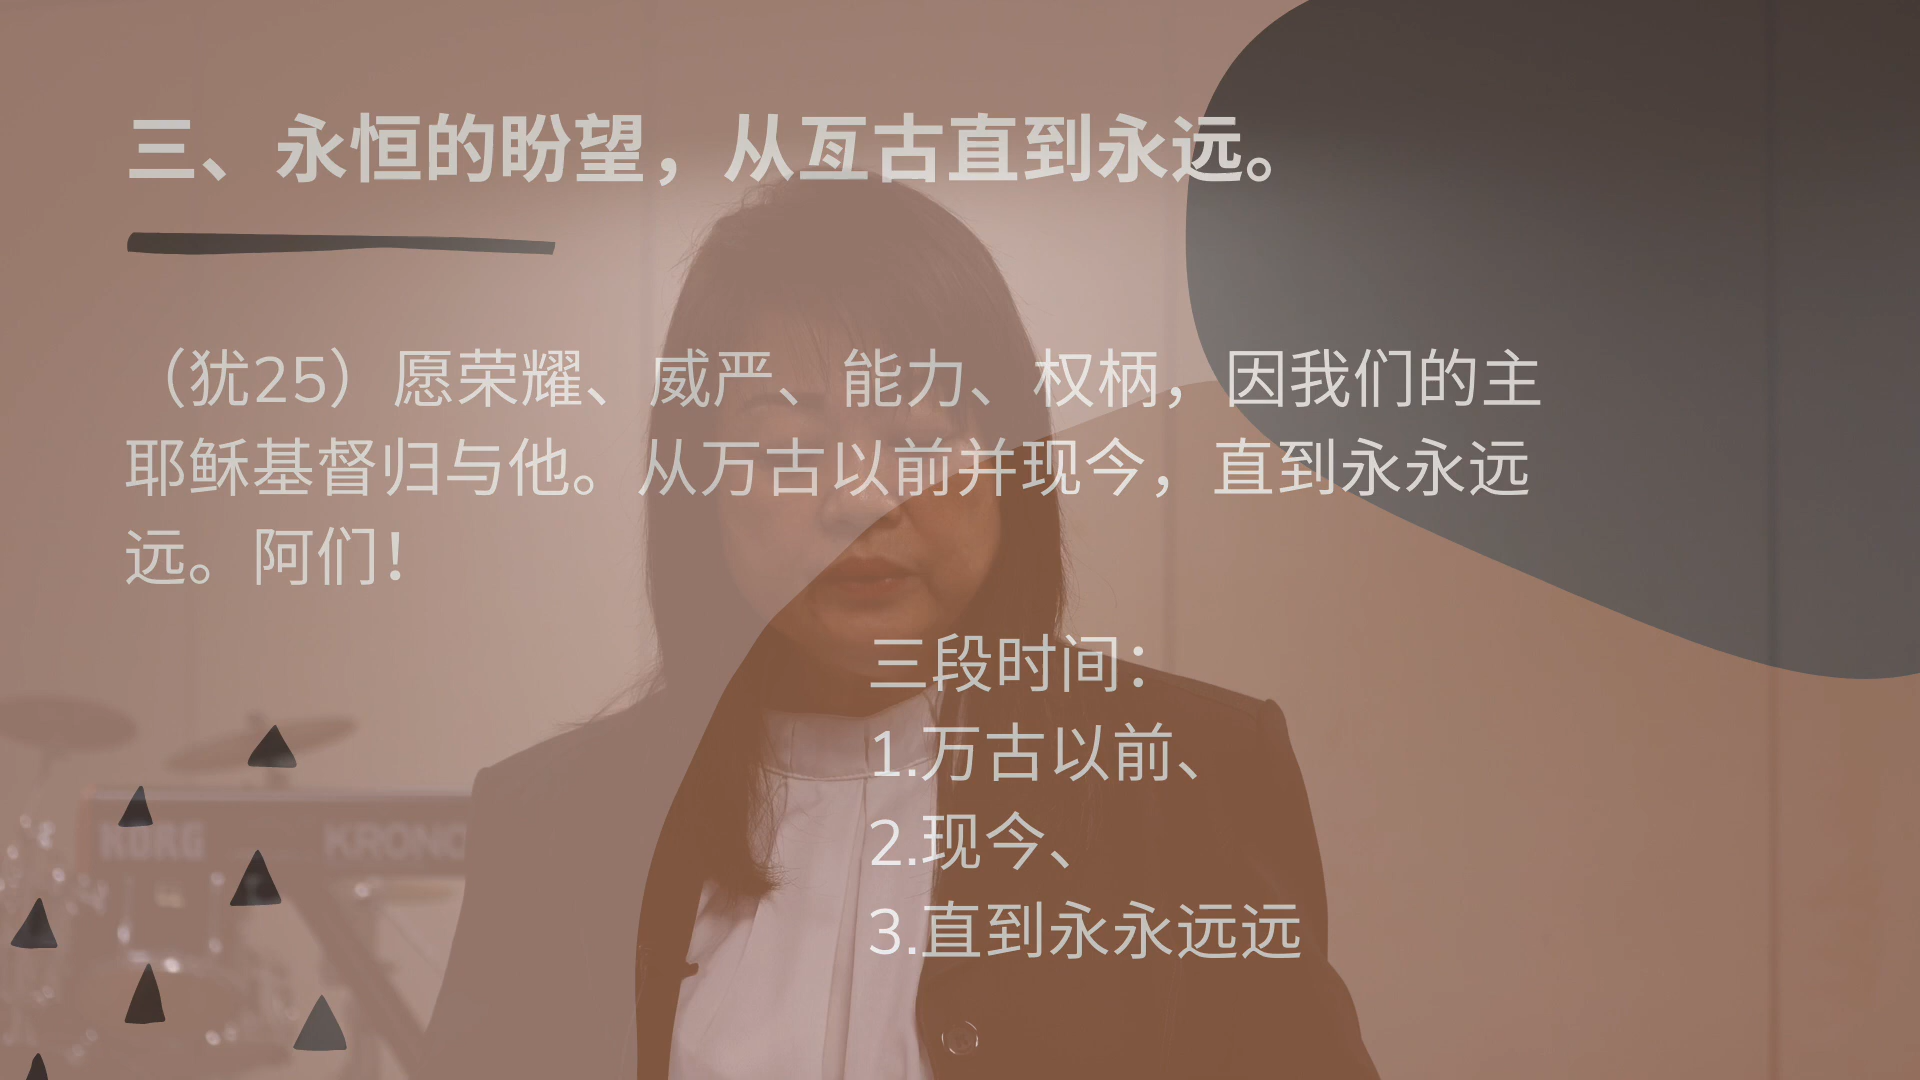 三、永恒的盼望，从亙古直到永远。
（犹25）愿荣耀、威严、能力、权柄，因我们的主
耶稣基督归与他。从万古以前并现今，直到永永远
远。阿们！
三段时间：
1.万古以前、
2.现今、
3.直到永永远远
KORG
KRONO